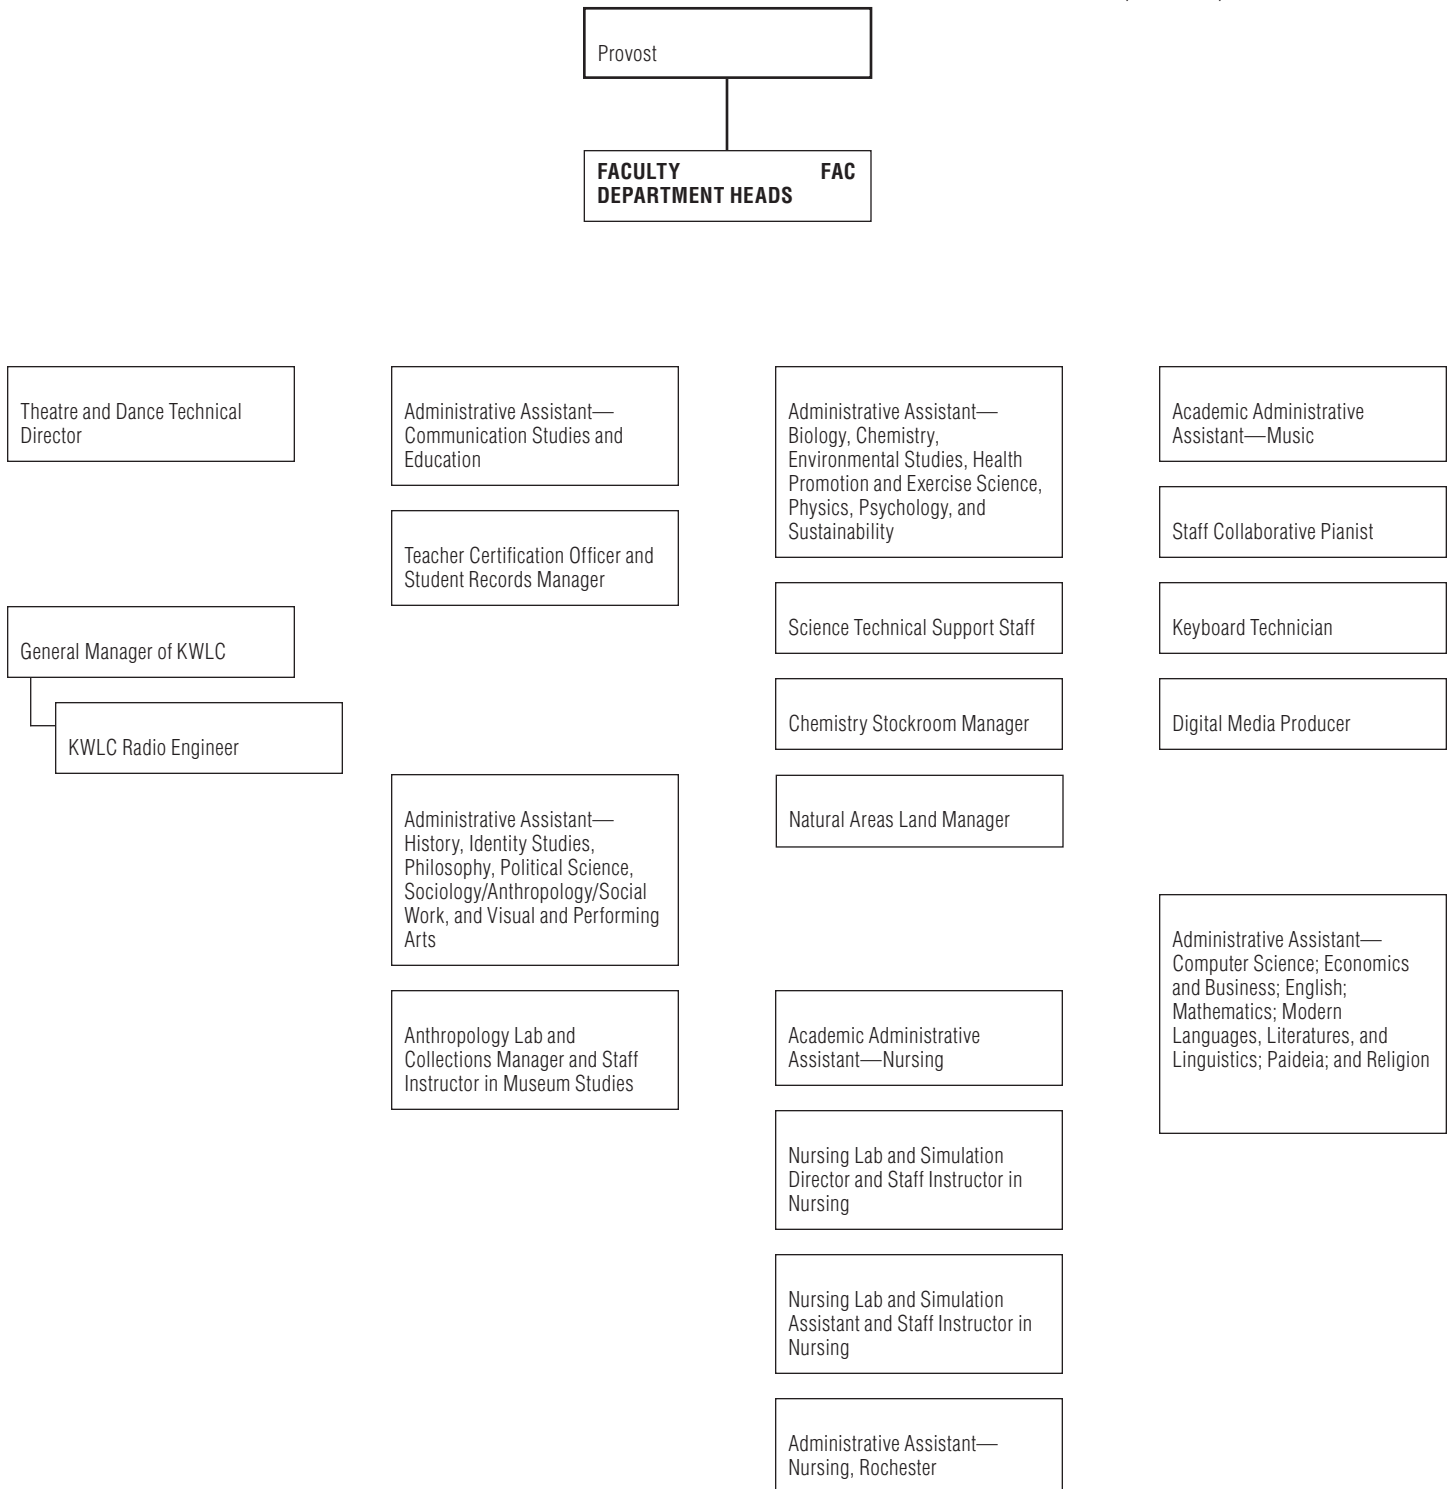 Provost
FACULTY FAC
DEPARTMENT HEADS
Theatre and Dance Technical
Director
General Manager of KWLC
KWLC Radio Engineer
Administrative Assistant—
Communication Studies and
Education
Teacher Certification Officer and
Student Records Manager
Administrative Assistant—
History, Identity Studies,
Philosophy, Political Science,
Sociology/Anthropology/Social
Work, and Visual and Performing
Arts
Anthropology Lab and
Collections Manager and Staff
Instructor in Museum Studies
Administrative Assistant—
Biology, Chemistry,
Environmental Studies, Health
Promotion and Exercise Science,
Physics, Psychology, and
Sustainability
Science Technical Support Staff
Chemistry Stockroom Manager
Natural Areas Land Manager
Academic Administrative
Assistant—Nursing
Nursing Lab and Simulation
Director and Staff Instructor in
Nursing
Nursing Lab and Simulation
Assistant and Staff Instructor in
Nursing
Administrative Assistant—
Nursing, Rochester
Academic Administrative
Assistant—Music
Staff Collaborative Pianist
Keyboard Technician
Digital Media Producer
Administrative Assistant—
Computer Science; Economics
and Business; English;
Mathematics; Modern
Languages, Literatures, and
Linguistics; Paideia; and Religion